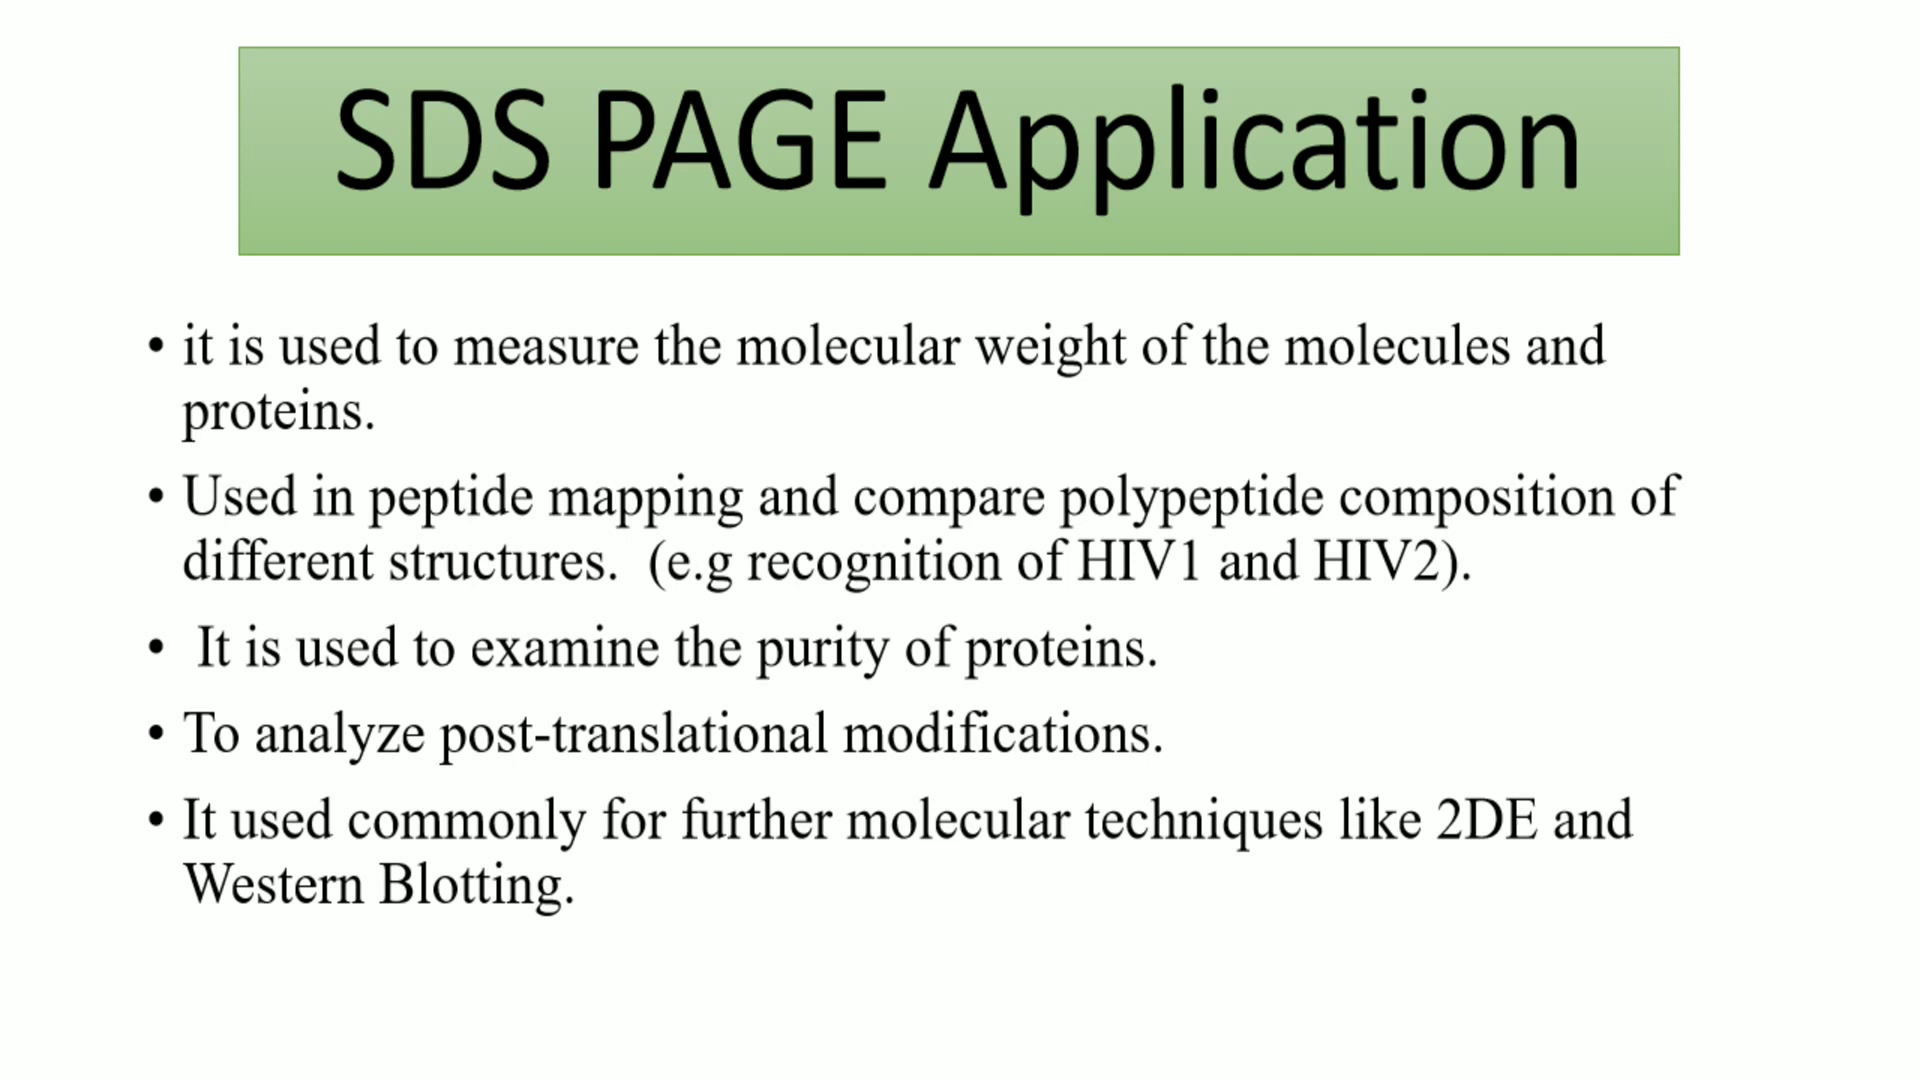 SDS PAGE Application
• it is used to measure the molecular weight of the molecules and
proteins.
• Used in peptide mapping and compare polypeptide composition of
different structures.  (e.g recognition of HIV1 and HIV2).
•  It is used to examine the purity of proteins.
• To analyze post-translational modifications.
• It used commonly for further molecular techniques like 2DE and
Western Blotting.